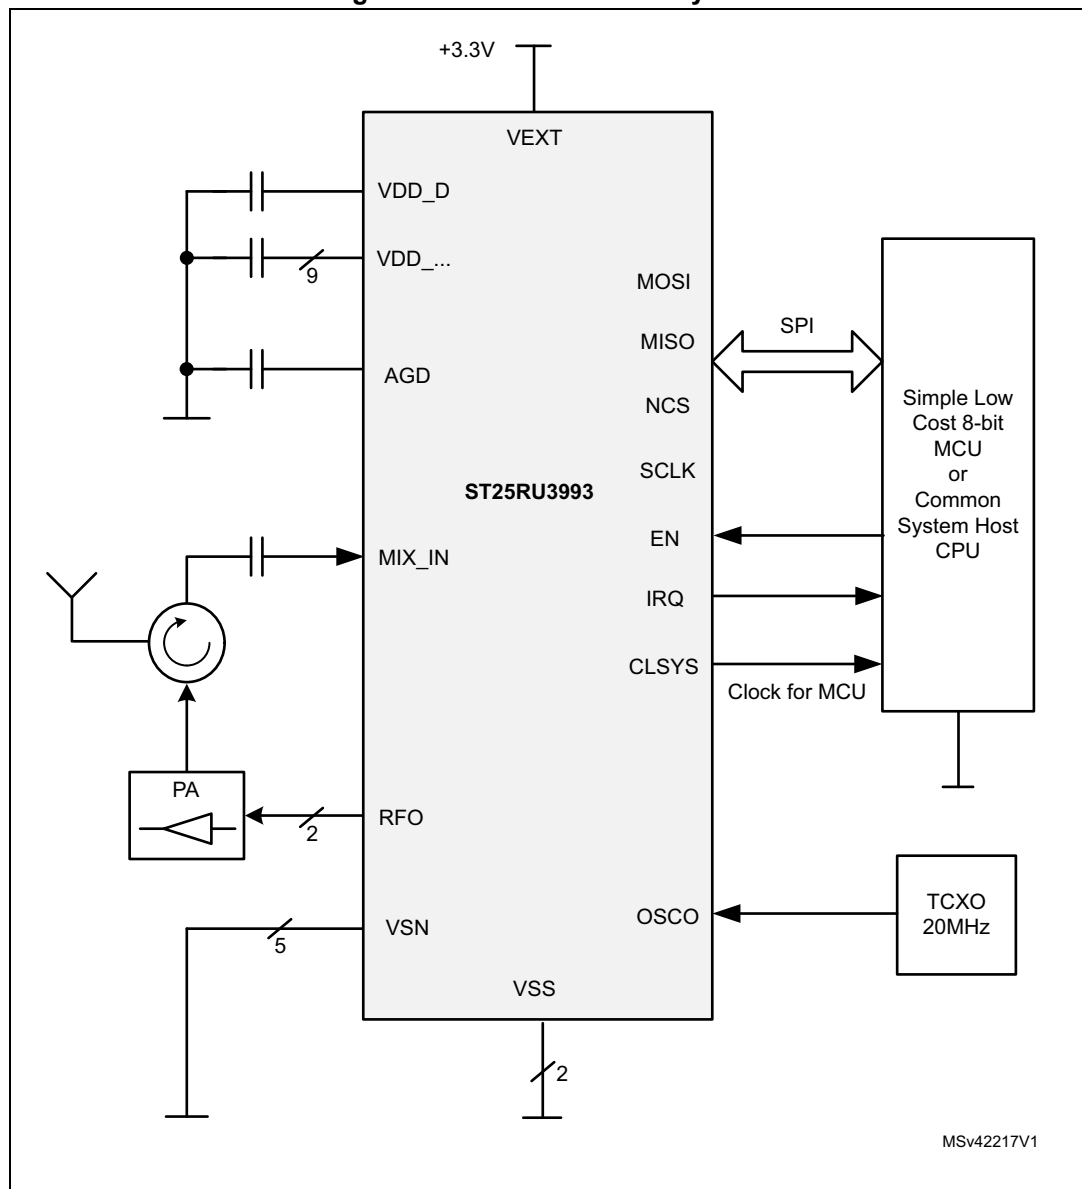 +3.3V
VEXT
VDD_D
VDD_...
9
AGD
MIX_IN
PA
RFO
2
VSN
5
VSS
2
ST25RU3993
MOSI
MISO
NCS
SCLK
EN
IRQ
CLSYS
OSCO
SPI
Clock for MCU
Simple Low
Cost 8-bit
MCU
or
Common
System Host
CPU
TCXO
20MHz
MSv42217V1